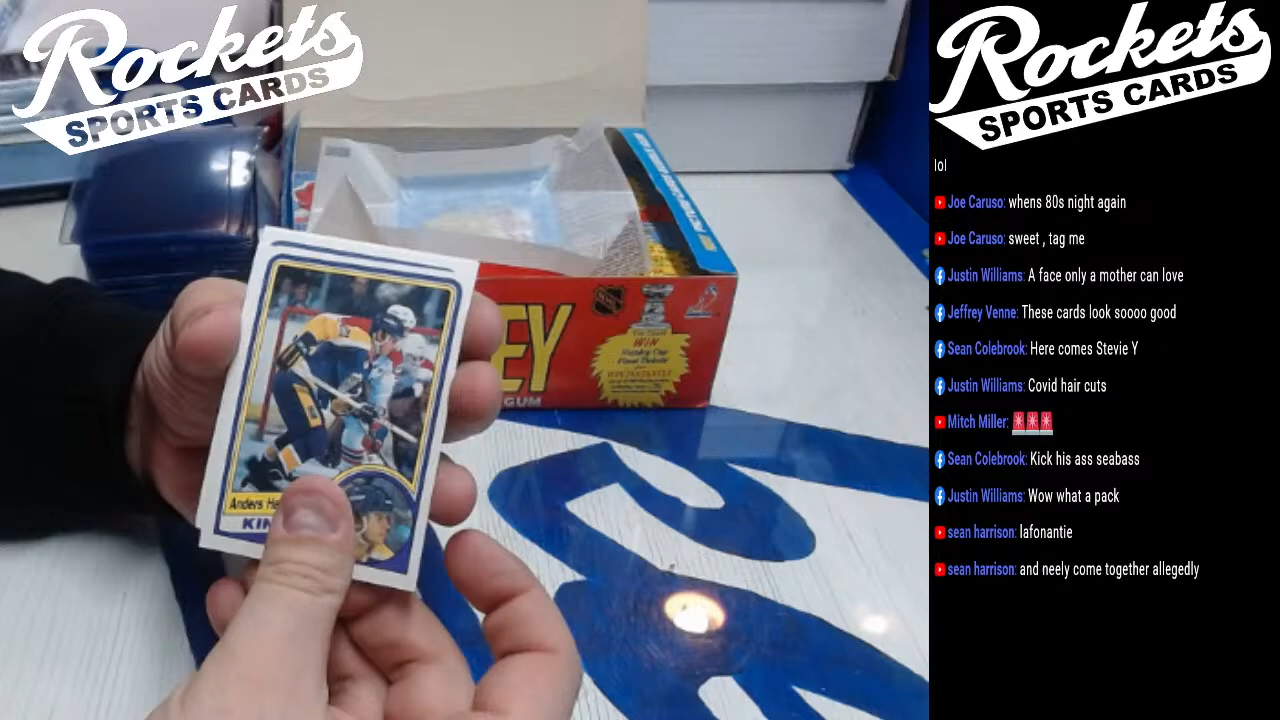 Rockets
SPORTS CARDS
Rockets
SPORTS CARDS
lol
Joe Caruso: whens 80s night again
Joe Caruso: sweet , tag me
Justin Williams: A face only a mother can love
Jeffrey Venne: These cards look soooo good
Sean Colebrook: Here comes Stevie Y
Justin Williams: Covid hair cuts
Mitch Miller: 🚨🚨🚨
Sean Colebrook: Kick his ass seabass
Justin Williams: Wow what a pack
sean harrison: lafonantie
sean harrison: and neely come together allegedly
EY
GUM
NHL
WIN
Anders Ha
KIN